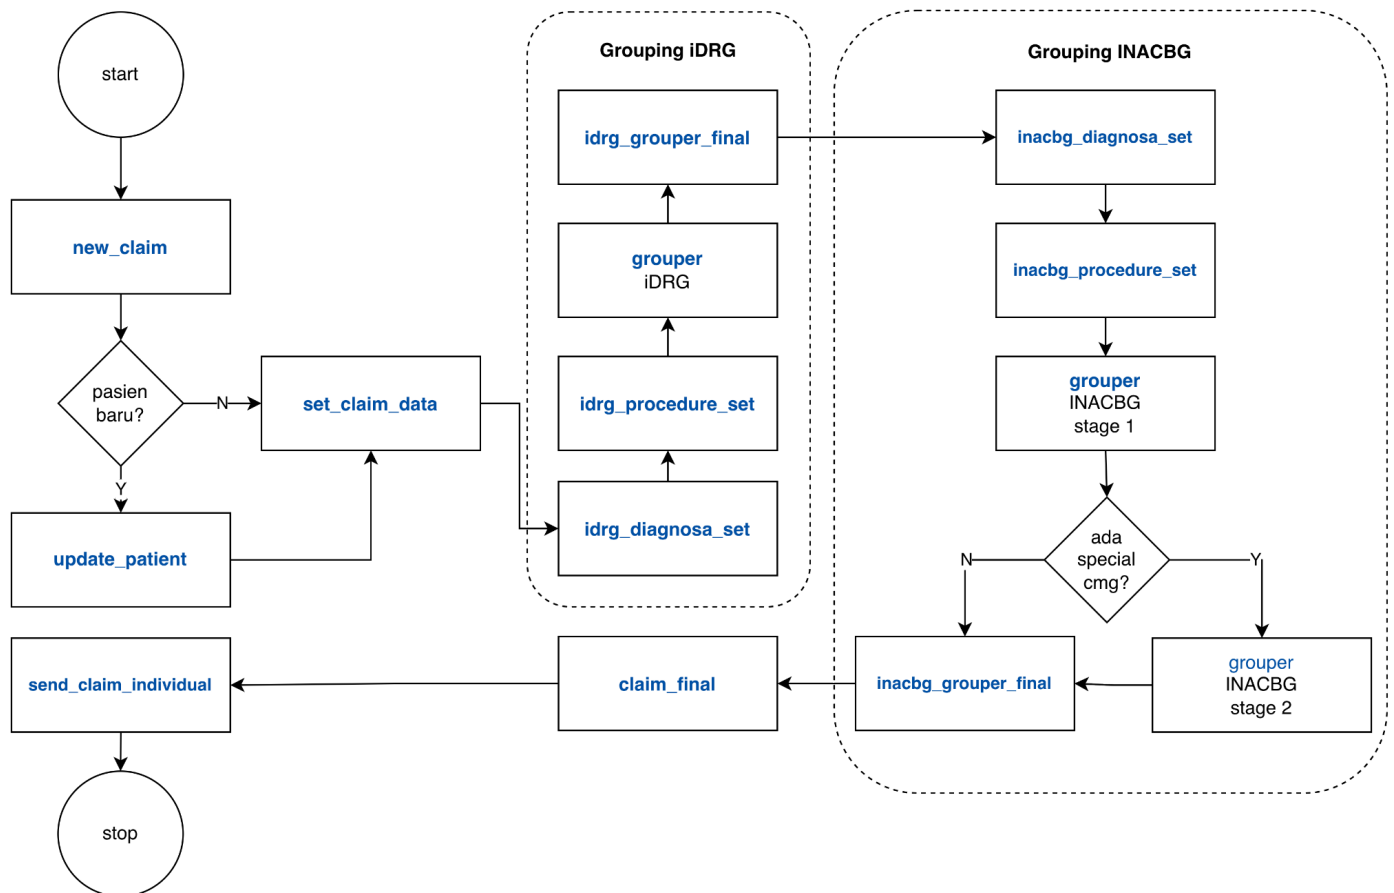 start
new_claim
pasien
baru?
N
Y
update_patient
set_claim_data
Grouping iDRG
idrg_grouper_final
grouper
iDRG
idrg_procedure_set
idrg_diagnosa_set
Grouping INACBG
inacbg_diagnosa_set
inacbg_procedure_set
grouper
INACBG
stage 1
ada
special
cmg?
N
Y
grouper
INACBG
stage 2
inacbg_grouper_final
claim_final
send_claim_individual
stop